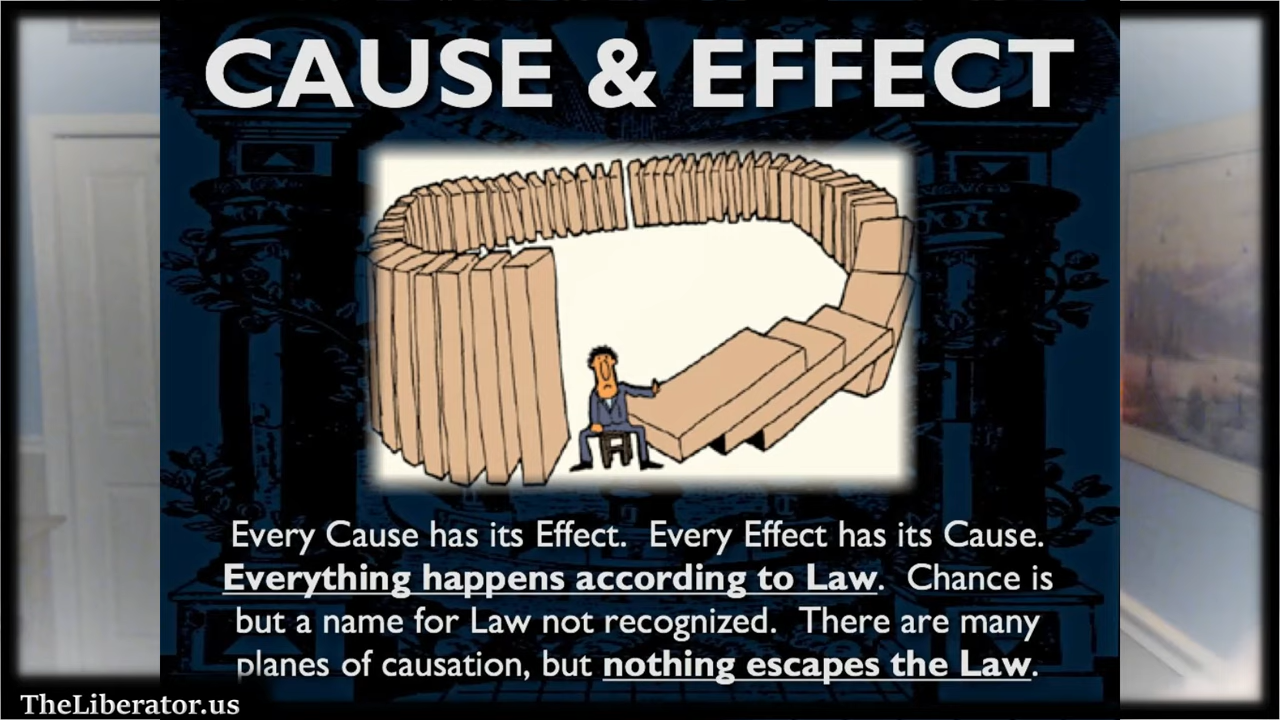 CAUSE & EFFECT
Every Cause has its Effect.  Every Effect has its Cause.
Everything happens according to Law.  Chance is
but a name for Law not recognized.  There are many
planes of causation, but nothing escapes the Law.
TheLiberator.us